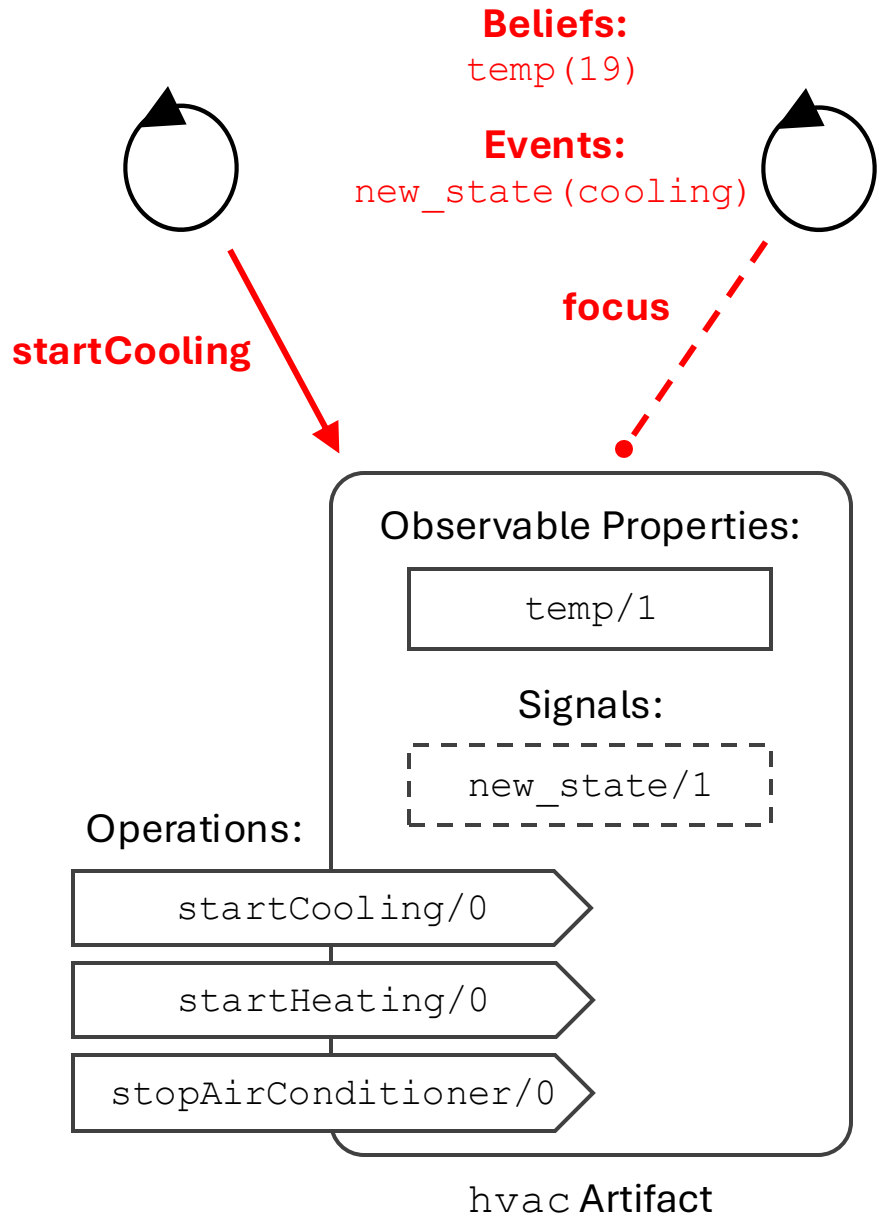 Beliefs:
temp(19)
Events:
new_state(cooling)
focus
startCooling
Observable Properties:
temp/1
Signals:
new_state/1
Operations:
startCooling/0
startHeating/0
stopAirConditioner/0
hvac Artifact